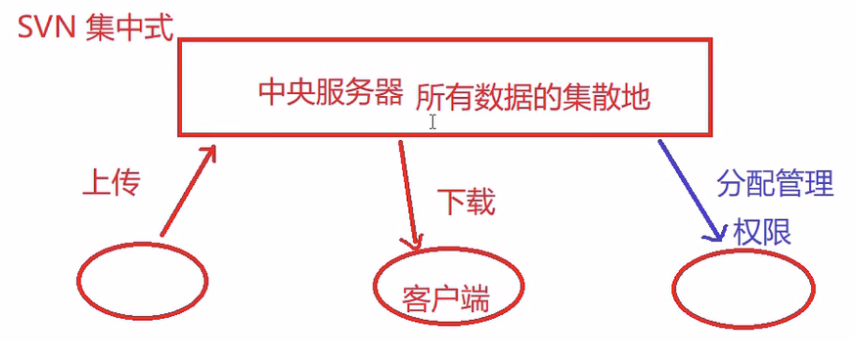 SVN 集中式
中央服务器 所有数据的集散地
上传
下载
分配管理
权限
客户端